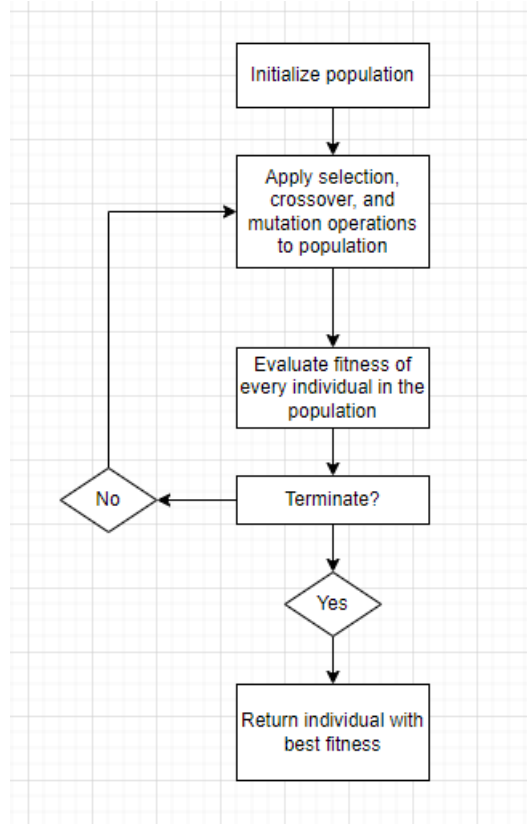 Initialize population
Apply selection,
crossover, and
mutation operations
to population
Evaluate fitness of
every individual in the
population
No
Terminate?
Yes
Return individual with
best fitness